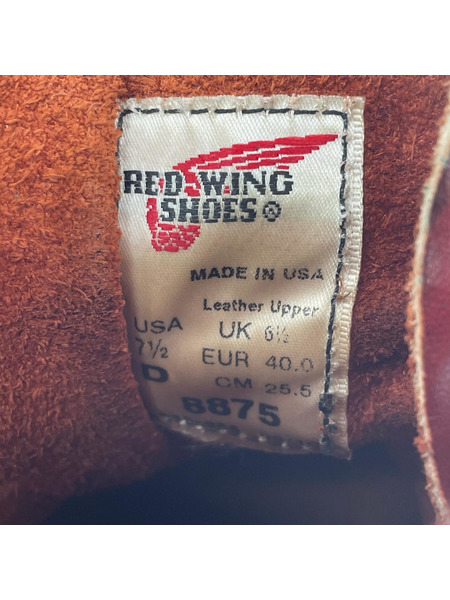 RED WING
SHOES®
MADE IN USA
Leather Upper
USA UK 6½
7½ EUR 40.0
D CM 25.5
8875